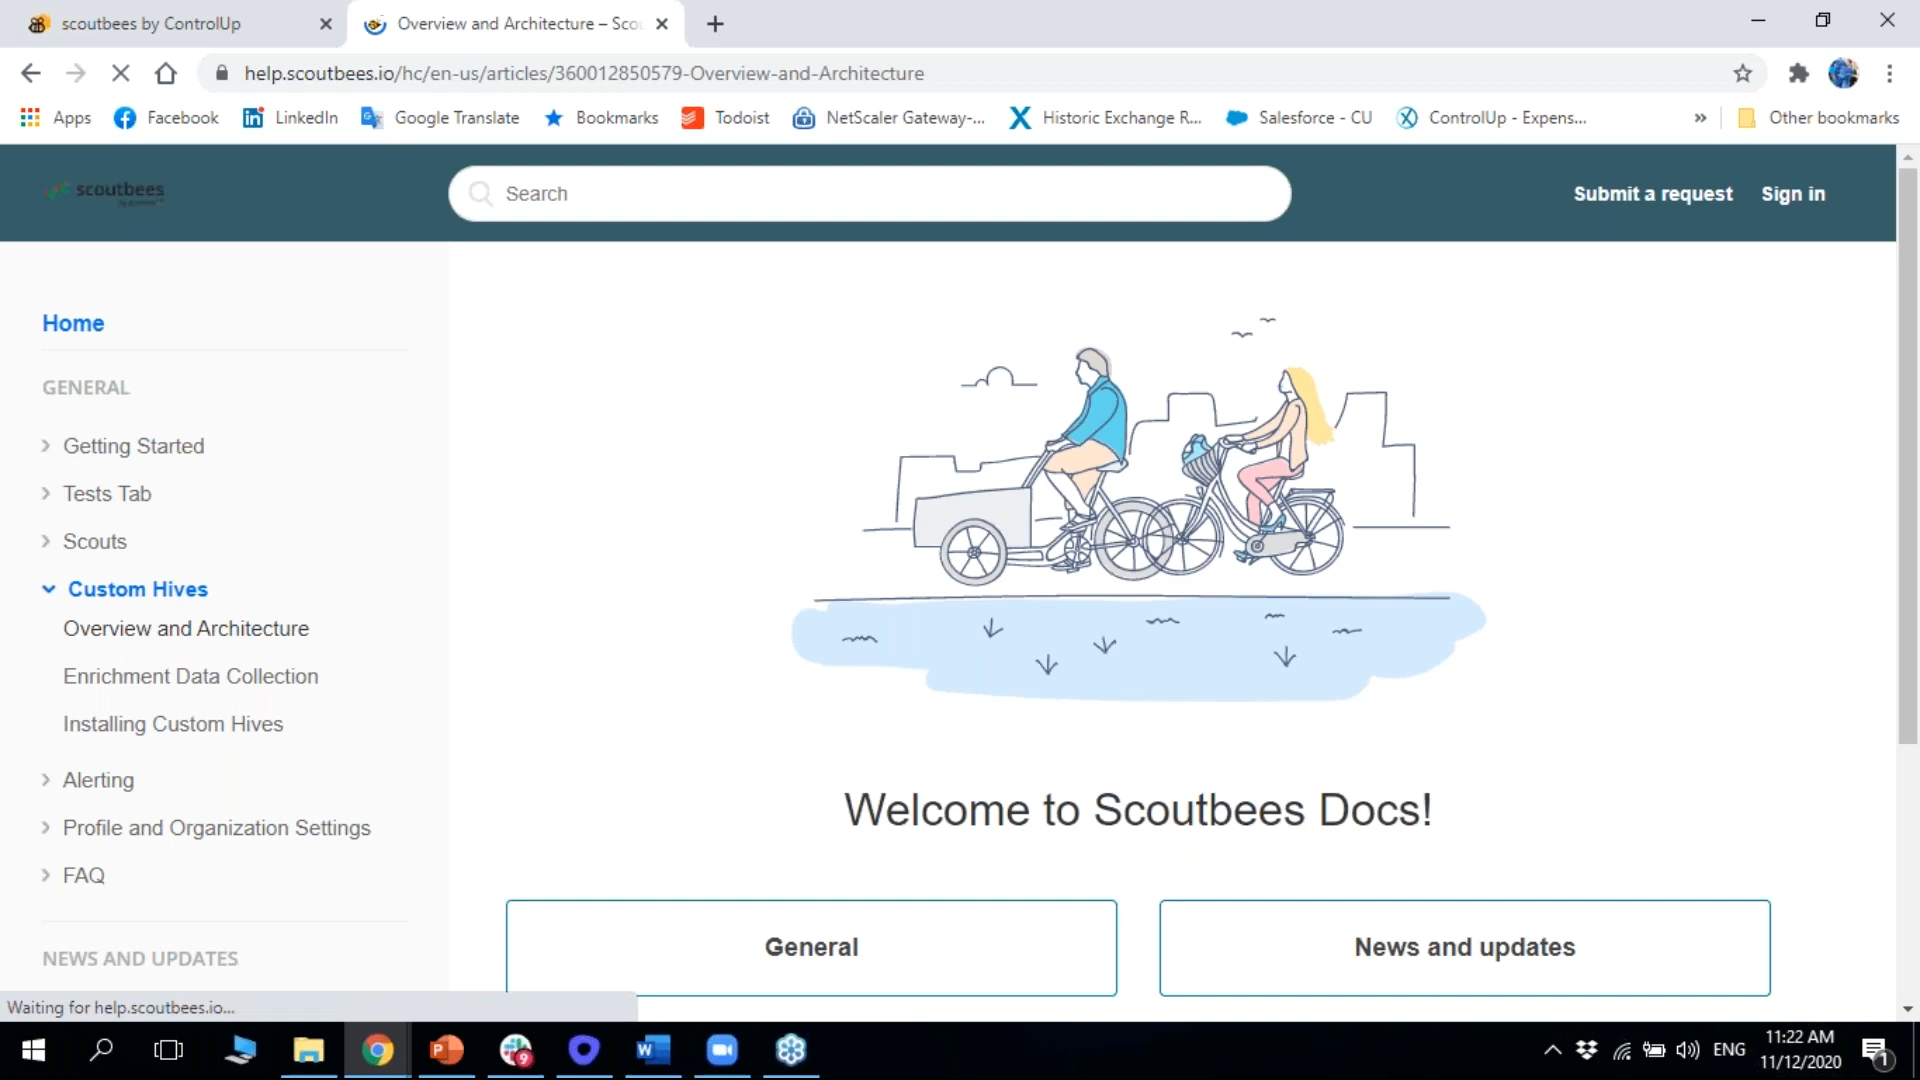 scoutbees by ControlUp
Overview and Architecture – Sco
help.scoutbees.io/hc/en-us/articles/360012850579-Overview-and-Architecture
Apps Facebook LinkedIn Google Translate Bookmarks Todoist NetScaler Gateway-... Historic Exchange R... Salesforce - CU ControlUp - Expens... » Other bookmarks
scoutbees
Search
Submit a request Sign in
Home
GENERAL
Getting Started
Tests Tab
Scouts
Custom Hives
Overview and Architecture
Enrichment Data Collection
Installing Custom Hives
Alerting
Profile and Organization Settings
FAQ
NEWS AND UPDATES
Welcome to Scoutbees Docs!
General
News and updates
Waiting for help.scoutbees.io...
9
ENG
11:22 AM
11/12/2020
1